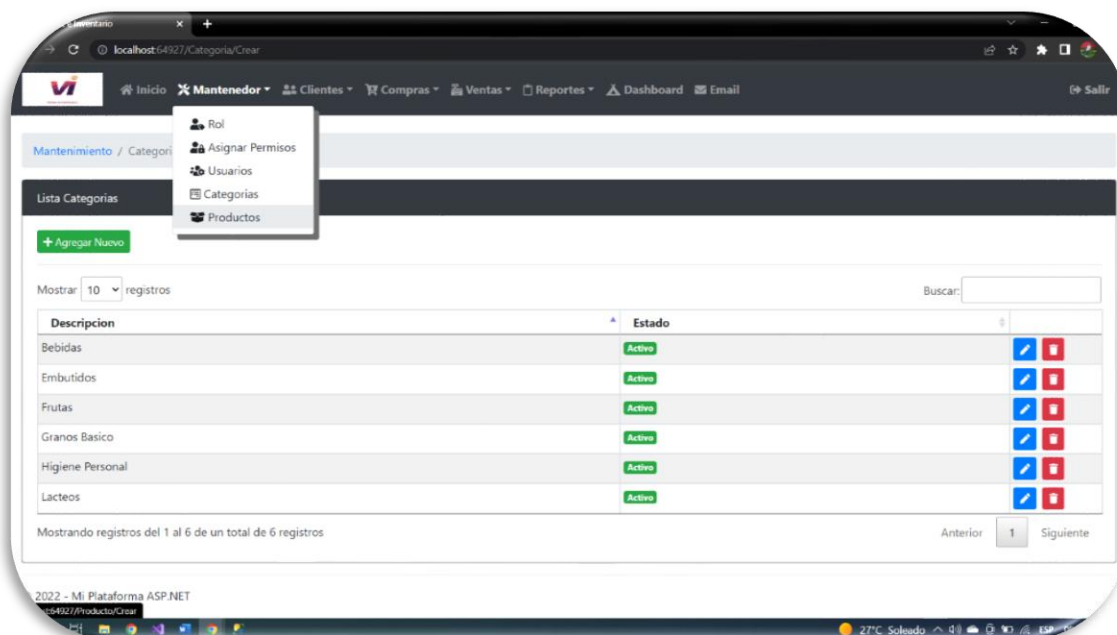 Inventario
localhost:64927/Categoria/Crear
Vi
Inicio Mantenedor Clientes Compras Ventas Reportes Dashboard Email Salir
Rol
Mantenimiento / Categori
Asignar Permisos
Usuarios
Lista Categorias
Categorias
Productos
+ Agregar Nuevo
Mostrar 10 registros Buscar:
Descripcion Estado
Bebidas Activo
Embutidos Activo
Frutas Activo
Granos Basico Activo
Higiene Personal Activo
Lacteos Activo
Mostrando registros del 1 al 6 de un total de 6 registros Anterior 1 Siguiente
2022 - Mi Plataforma ASP.NET
:64927/Producto/Crear
27°C Soleado ESP